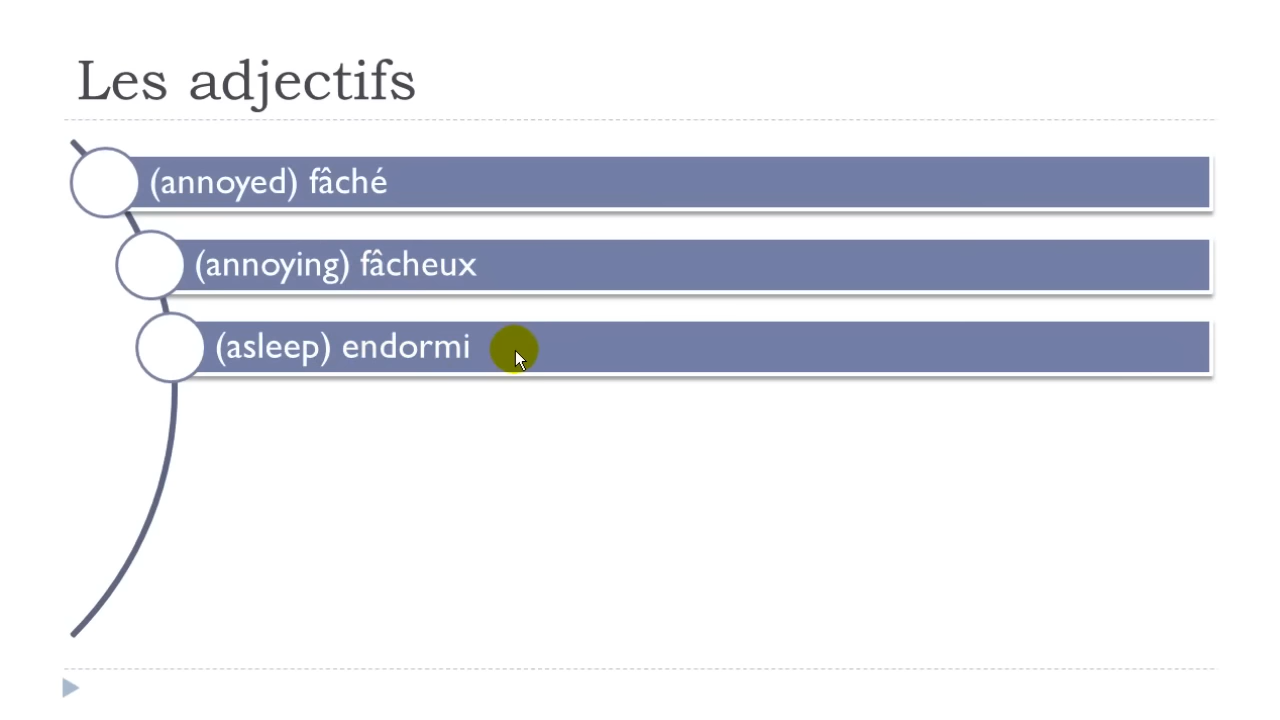 Les adjectifs
(annoyed) fâché
(annoying) fâcheux
(asleep) endormi